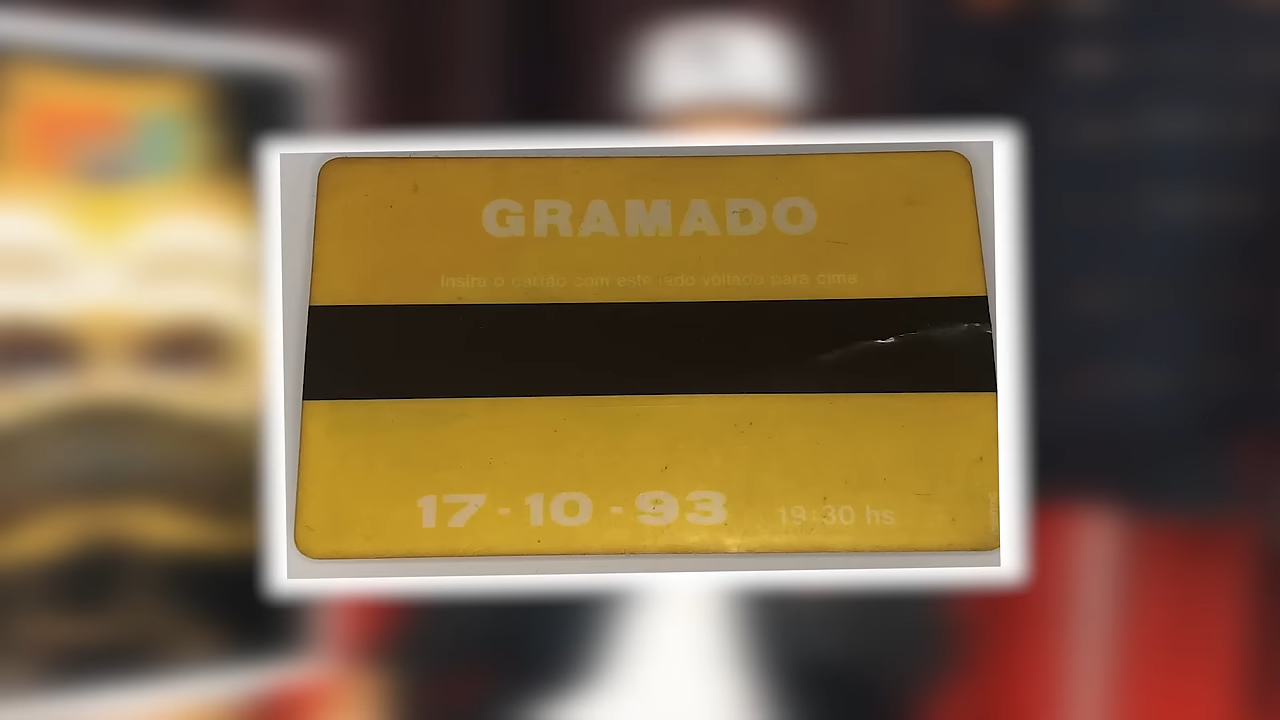 GRAMADO
Insira o cartão com este lado voltado para cima
17-10-93 19:30 hs